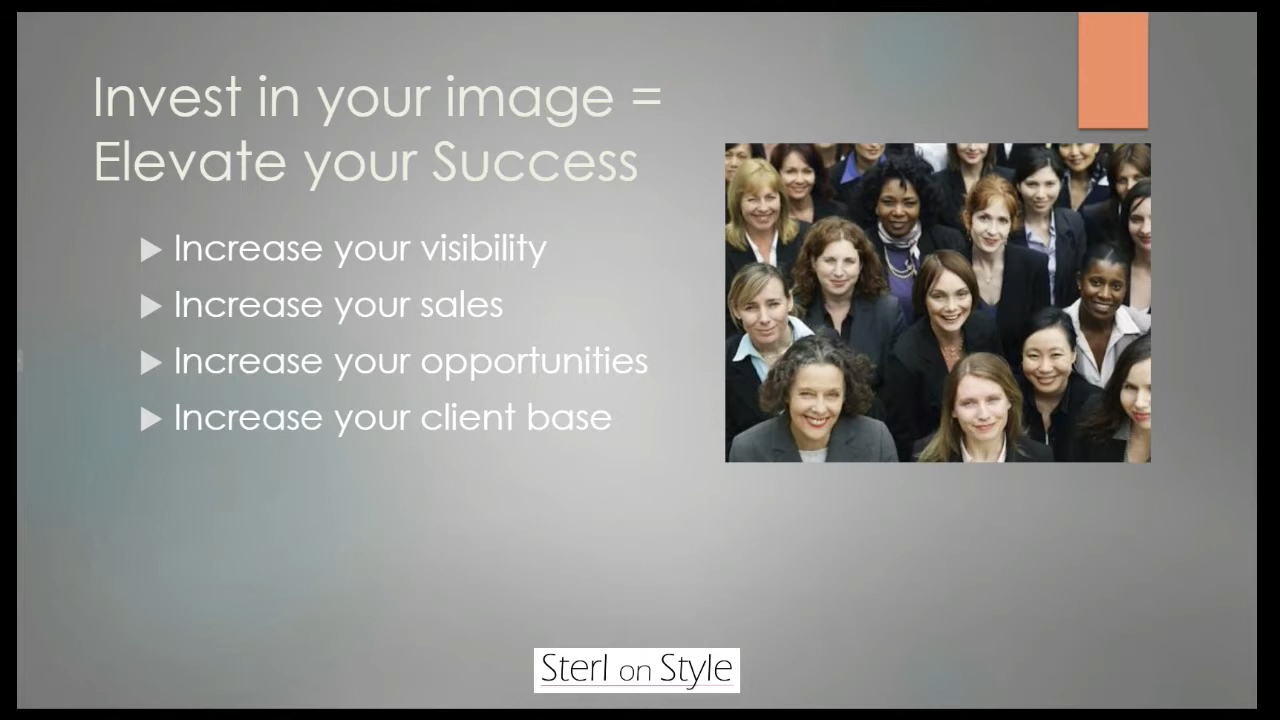 Invest in your image =
Elevate your Success
Increase your visibility
Increase your sales
Increase your opportunities
Increase your client base
Sterl on Style